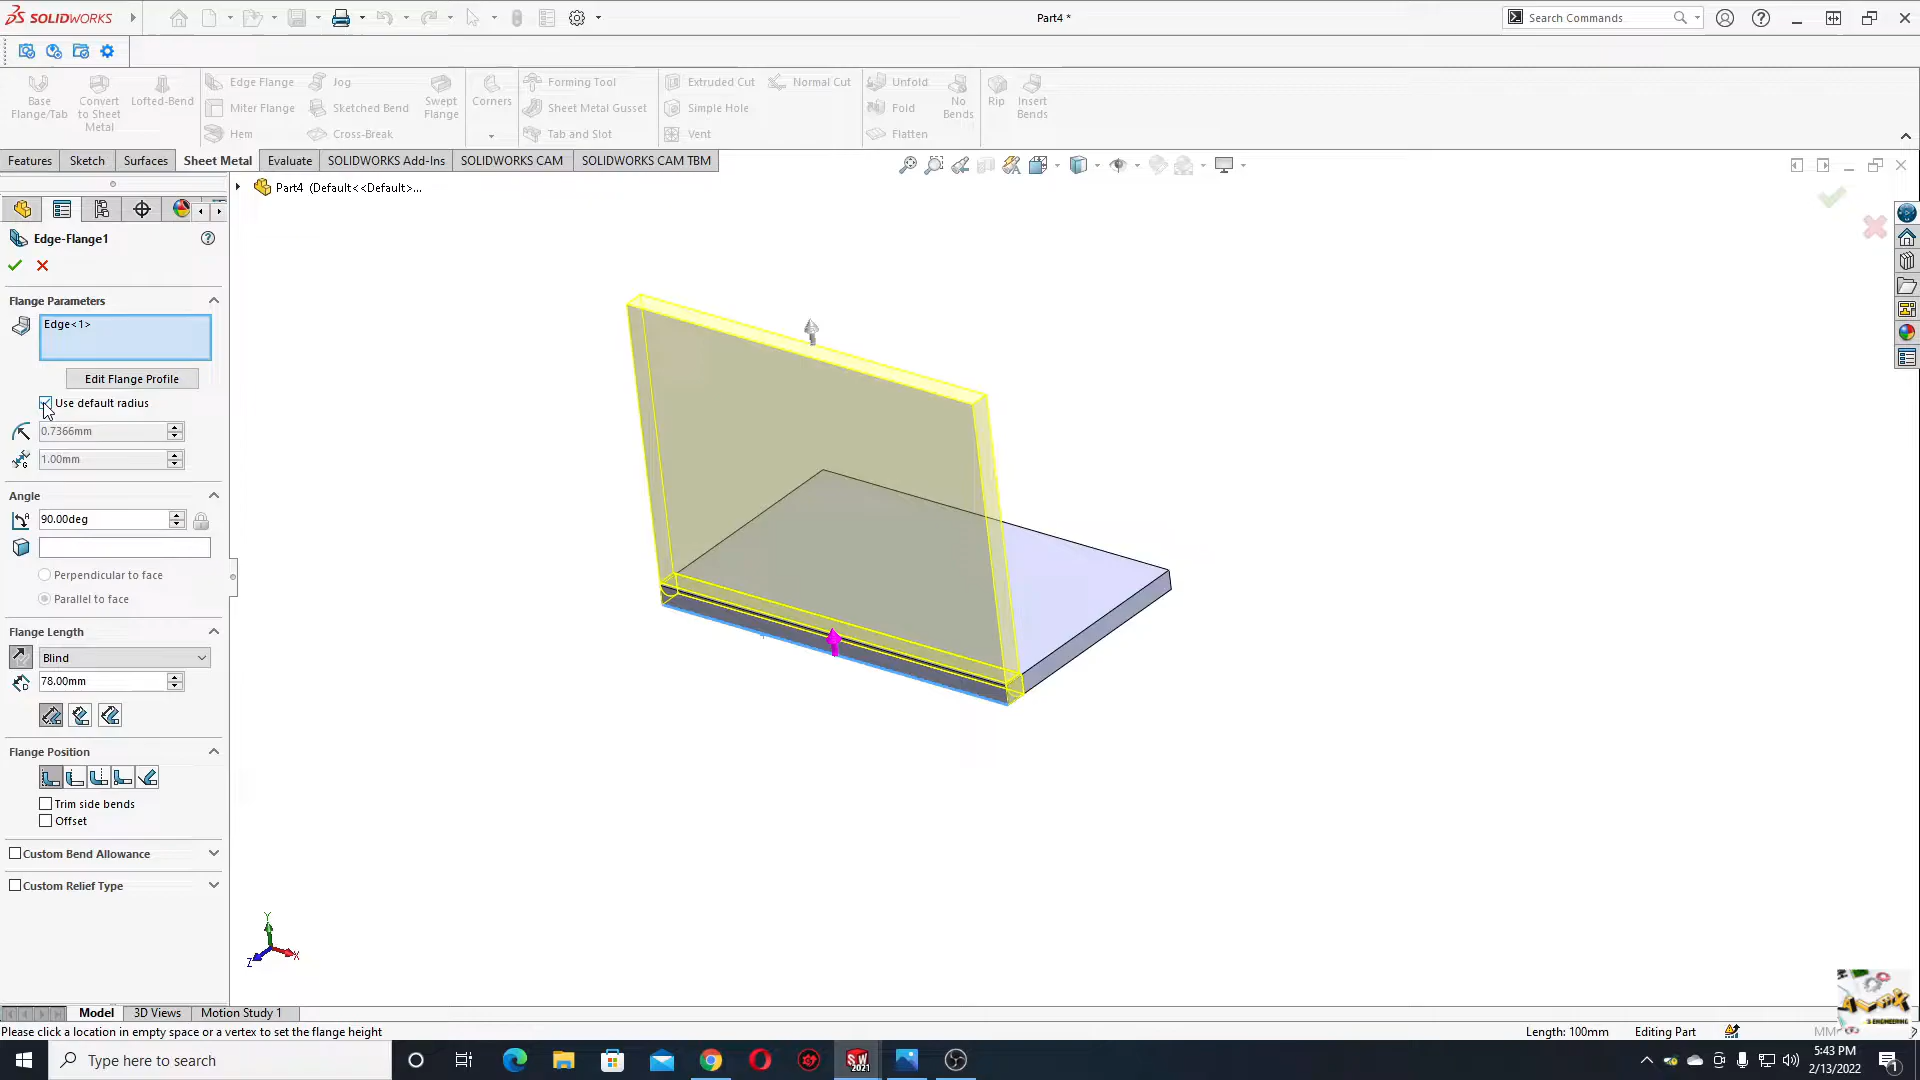 SOLIDWORKS
Part4 *
Search Commands
Base Flange/Tab
Convert to Sheet Metal
Lofted-Bend
Edge Flange
Miter Flange
Hem
Jog
Sketched Bend
Cross-Break
Swept Flange
Corners
Forming Tool
Sheet Metal Gusset
Tab and Slot
Extruded Cut
Simple Hole
Vent
Normal Cut
Unfold
Fold
Flatten
No Bends
Rip
Insert Bends
Features
Sketch
Surfaces
Sheet Metal
Evaluate
SOLIDWORKS Add-Ins
SOLIDWORKS CAM
SOLIDWORKS CAM TBM
Part4 (Default<<Default>...
Edge-Flange1
Flange Parameters
Edge<1>
Edit Flange Profile
Use default radius
0.7366mm
1.00mm
Angle
90.00deg
Perpendicular to face
Parallel to face
Flange Length
Blind
78.00mm
Flange Position
Trim side bends
Offset
Custom Bend Allowance
Custom Relief Type
Y
X
Z
Model
3D Views
Motion Study 1
Please click a location in empty space or a vertex to set the flange height
Length: 100mm
Editing Part
Type here to search
SW
2021
5:43 PM
2/13/2022
1